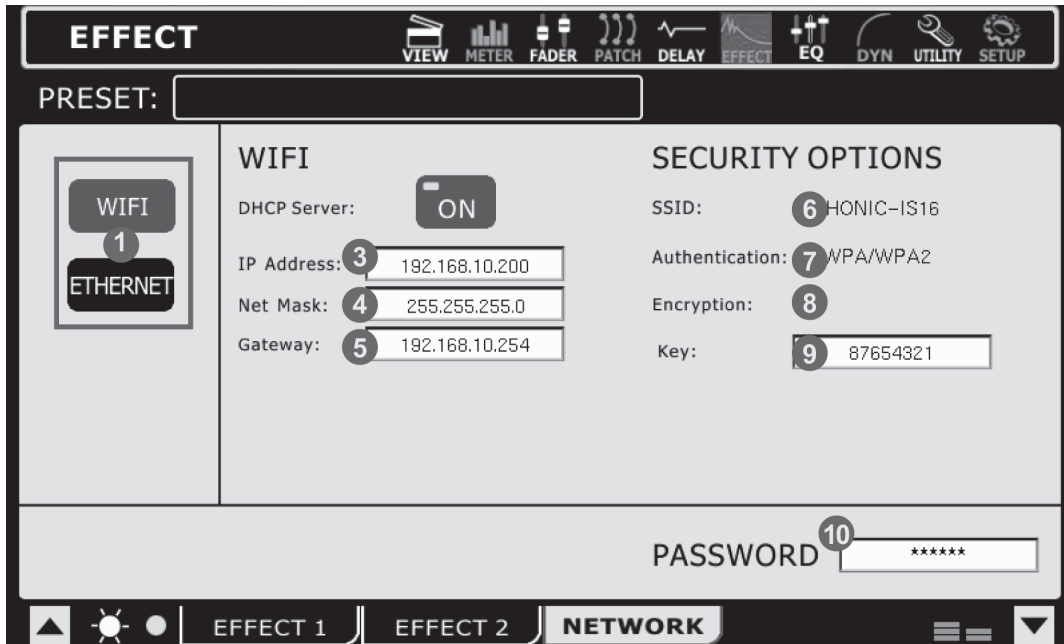 EFFECT
VIEW METER FADER PATCH DELAY EFFECT EQ DYN UTILITY SETUP
PRESET:
WIFI
1
ETHERNET
WIFI
DHCP Server: ON
IP Address: 3 192.168.10.200
Net Mask: 4 255.255.255.0
Gateway: 5 192.168.10.254
SECURITY OPTIONS
SSID: 6 HONIC-IS16
Authentication: 7 WPA/WPA2
Encryption: 8
Key: 9 87654321
PASSWORD 10 ******
EFFECT 1 EFFECT 2 NETWORK